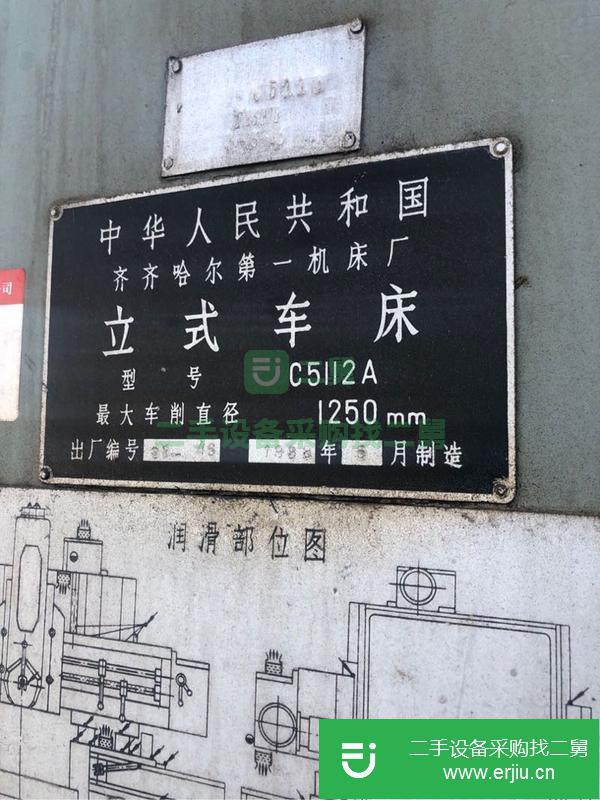 中华人民共和国
齐齐哈尔第一机床厂
立式车床
型号 C5112A
最大车削直径 1250mm
出厂编号 年 月制造
二手设备采购找二舅
润滑部位图
司
二手设备采购找二舅
www.erjiu.cn